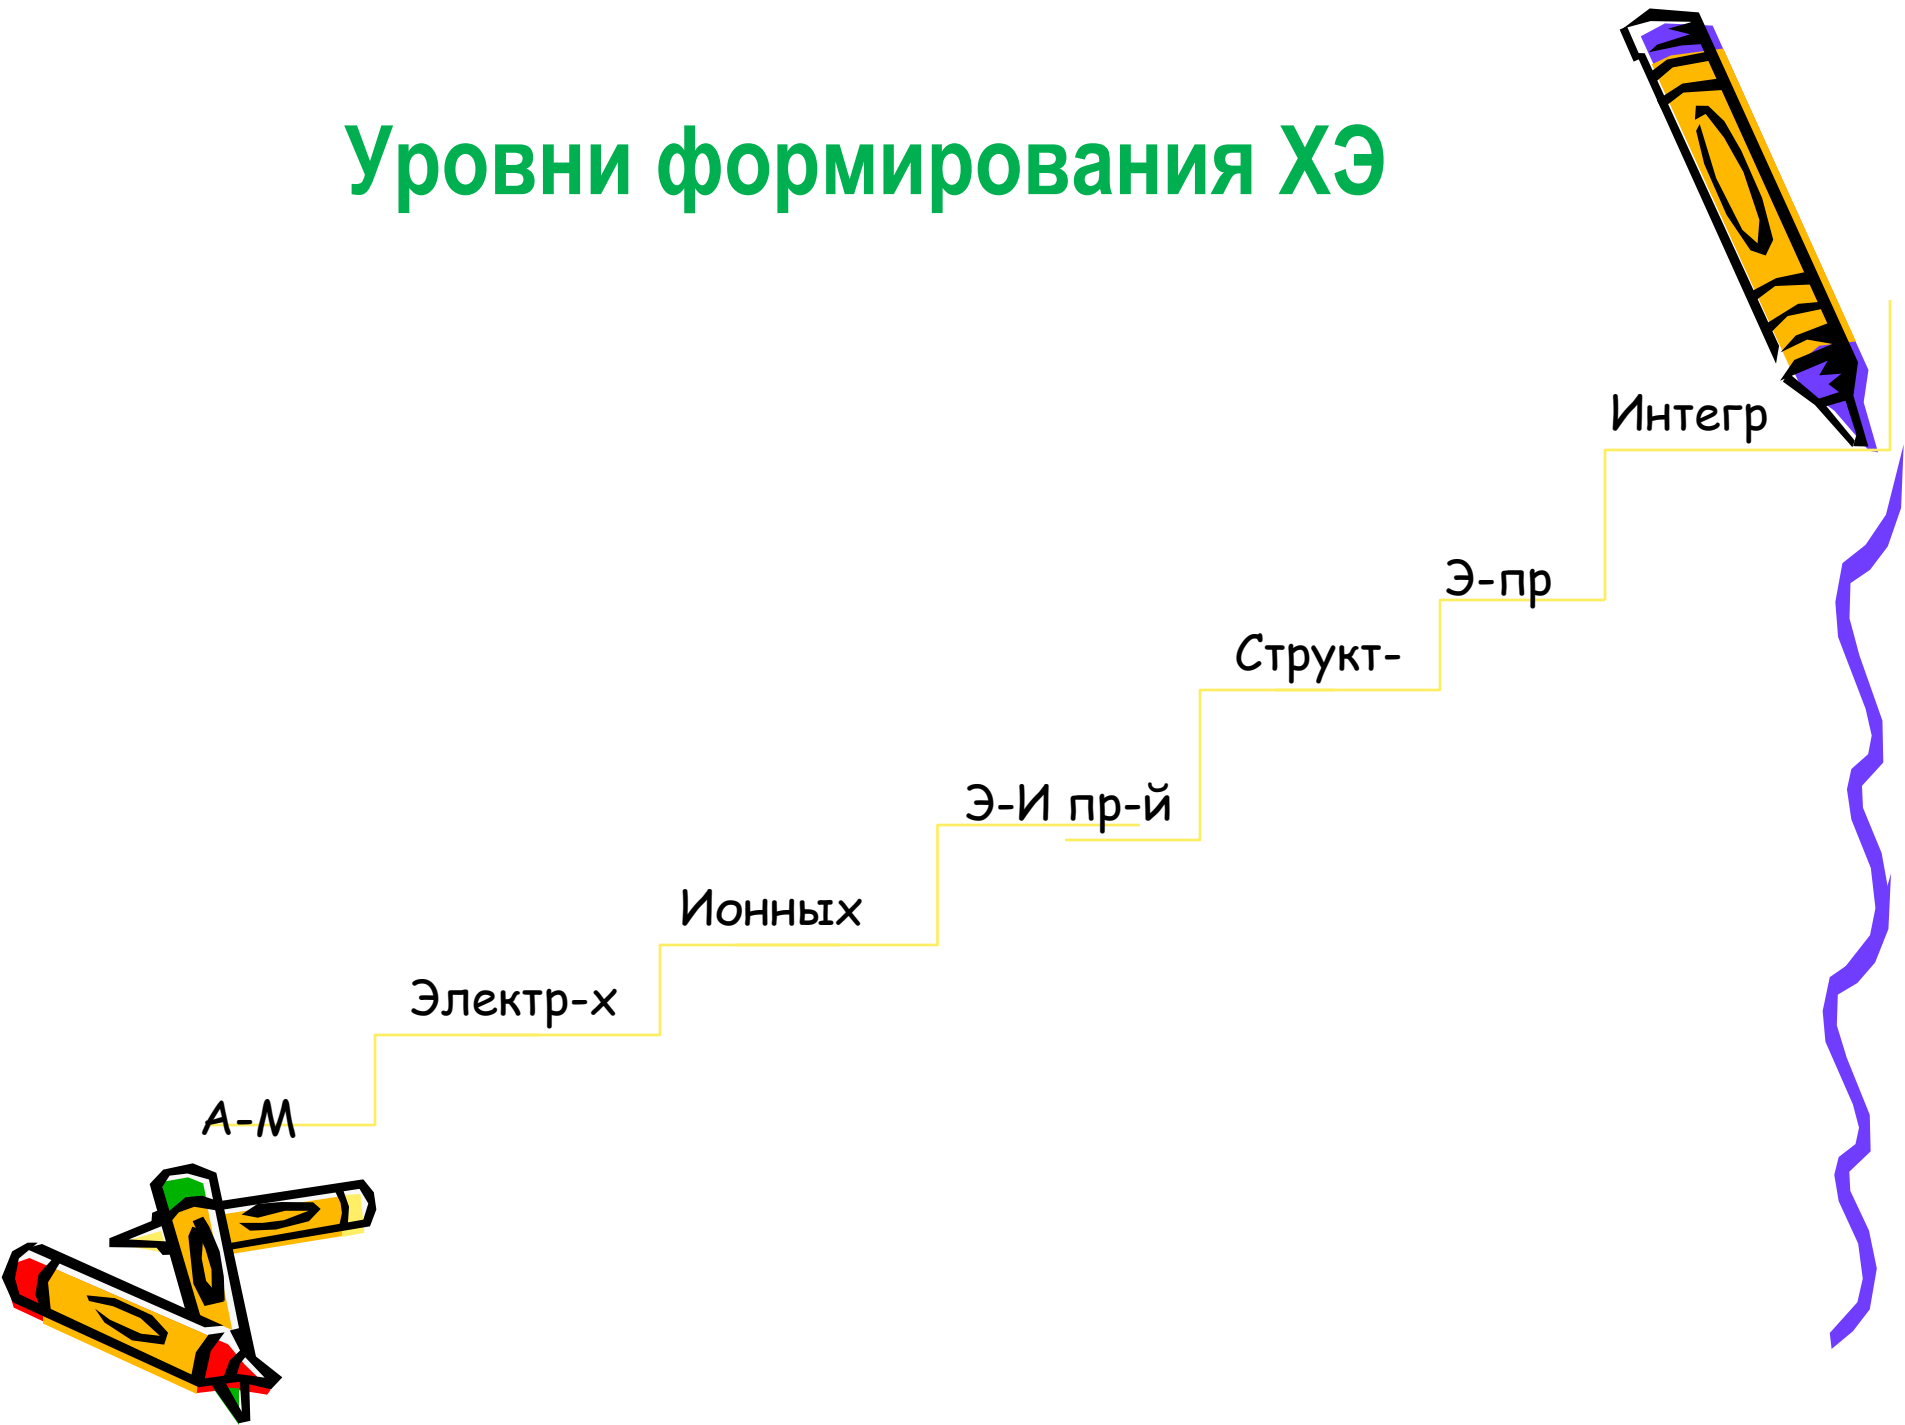 Уровни формирования ХЭ
Интегр
Э-пр
Структ-
Э-И пр-й
Ионных
Электр-х
А-М